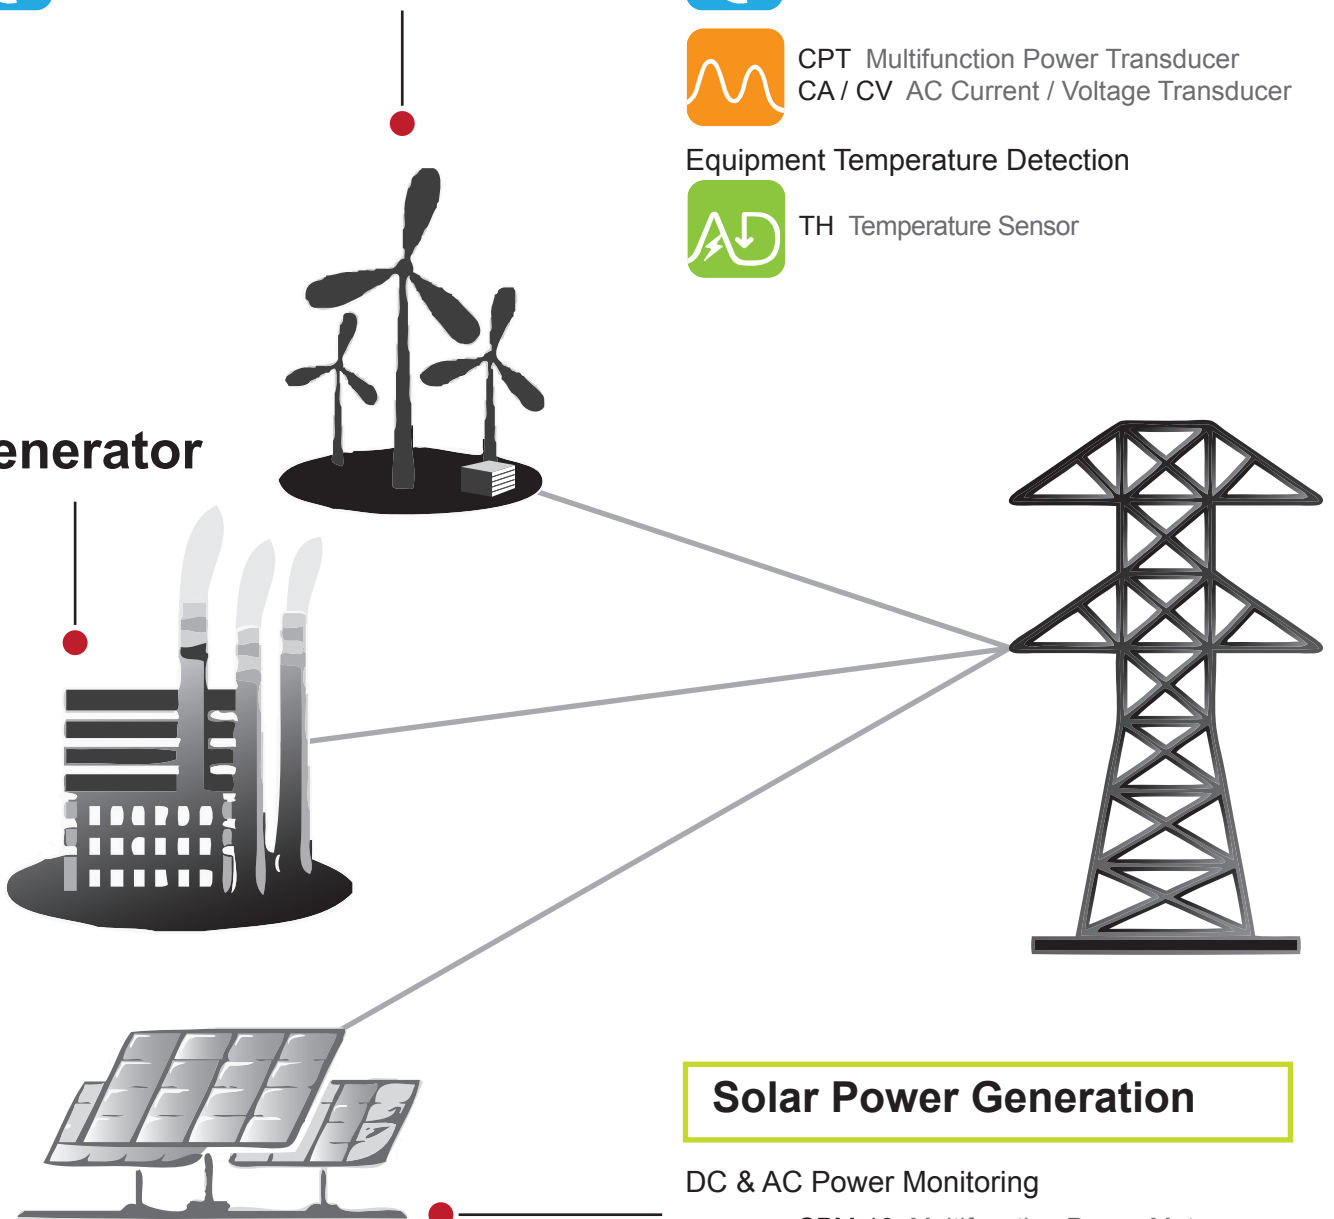 CPT Multifunction Power Transducer
CA / CV AC Current / Voltage Transducer
Equipment Temperature Detection
AD
TH Temperature Sensor
enerator
Solar Power Generation
DC & AC Power Monitoring